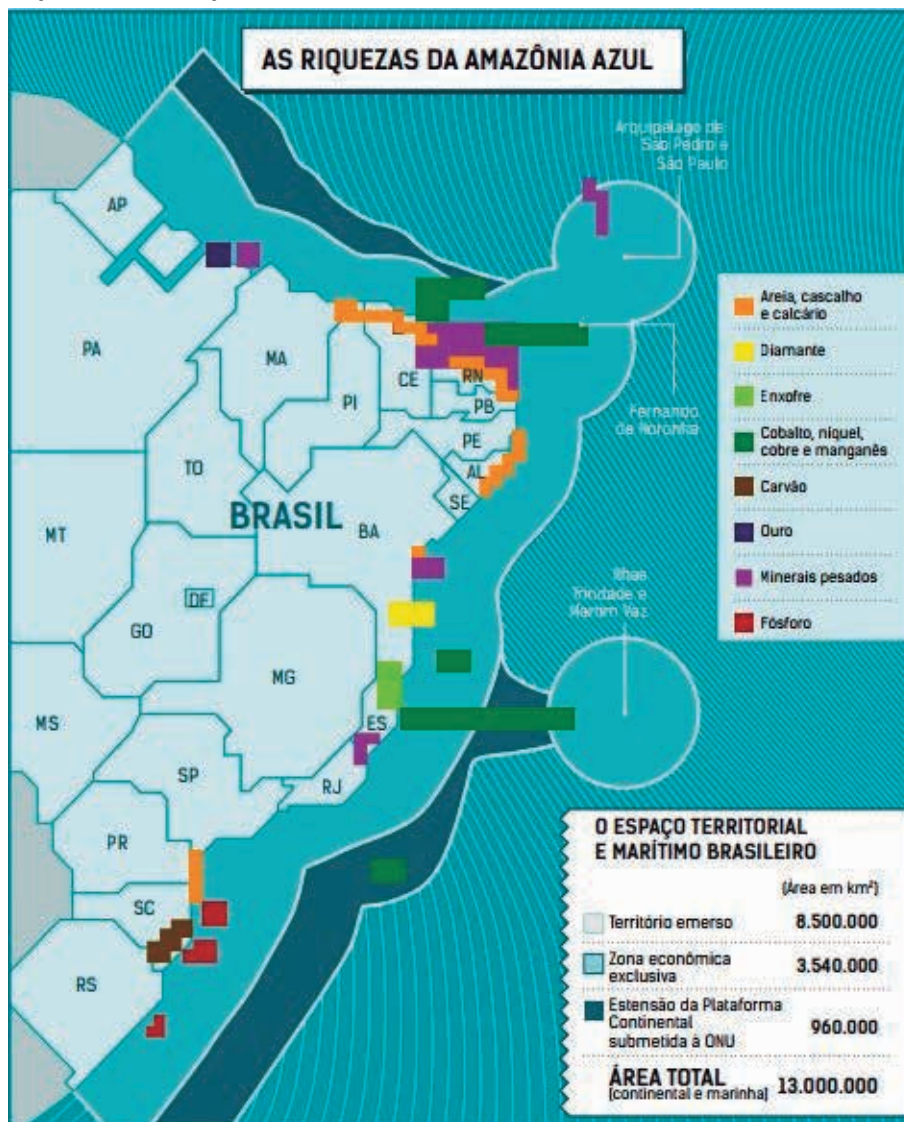 AS RIQUEZAS DA AMAZÔNIA AZUL
Arquipélago de
São Pedro e
São Paulo
AP
PA
MA
CE
RN
PI
PB
PE
AL
SE
TO
BRASIL
BA
MT
DF
GO
MG
MS
ES
SP
RJ
PR
SC
RS
Fernando
de Noronha
Ilhas
Trindade e
Martim Vaz
Areia, cascalho
e calcário
Diamante
Enxofre
Cobalto, níquel,
cobre e manganês
Carvão
Ouro
Minerais pesados
Fósforo
O ESPAÇO TERRITORIAL
E MARÍTIMO BRASILEIRO
(Área em km²)
Território emerso 8.500.000
Zona econômica
exclusiva 3.540.000
Estensão da Plataforma
Continental
submetida à ONU 960.000
ÁREA TOTAL
(continental e marinha) 13.000.000